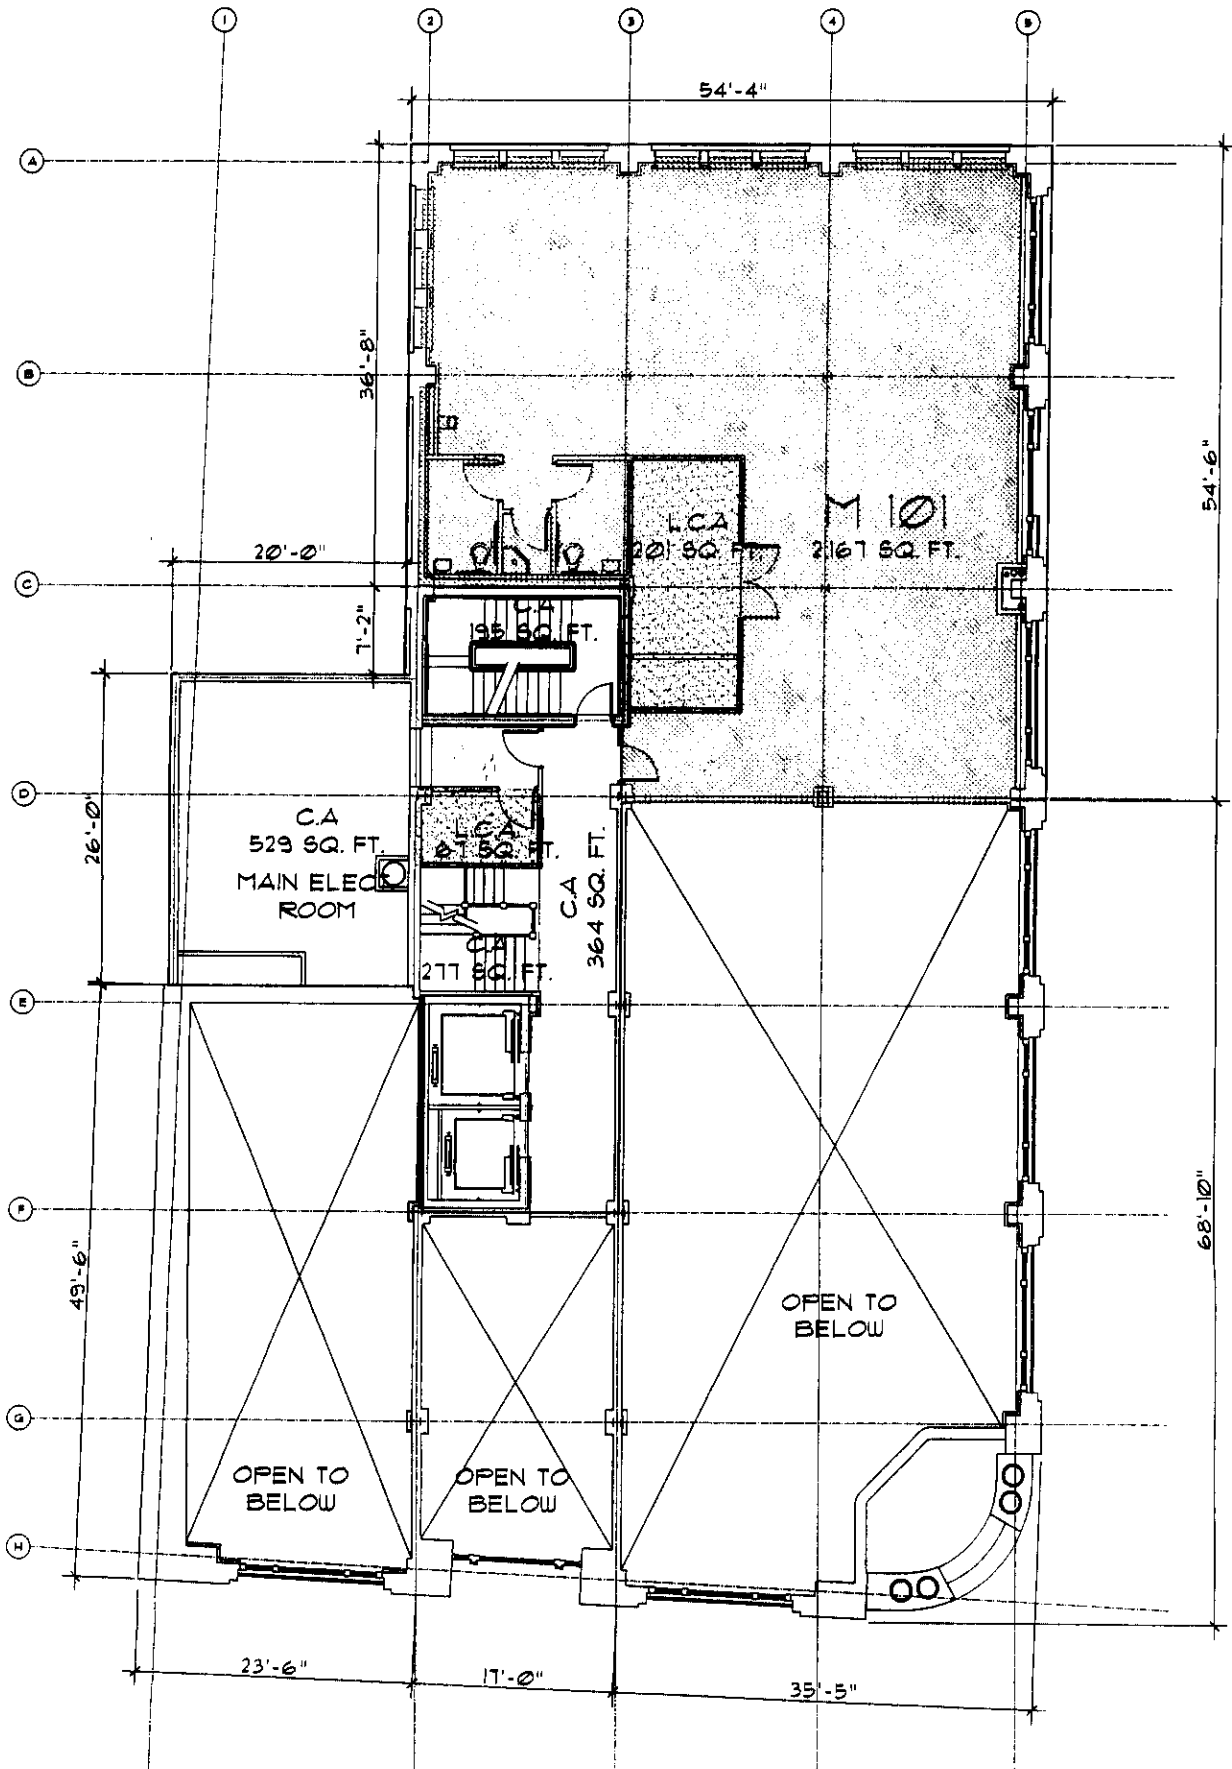 1 2 3 4 5
54'-4"
A
36'-8"
B
54'-6"
M 101
2167 SQ. FT.
L.C.A
201 SQ. FT.
20'-0"
C
C.A
195 SQ. FT.
7'-2"
D
26'-0"
C.A
529 SQ. FT.
MAIN ELEC
ROOM
L.C.A
SQ. FT.
C.A
364 SQ. FT.
C.A
277 SQ. FT.
E
F
49'-6"
68'-10"
OPEN TO
BELOW
G
OPEN TO
BELOW
OPEN TO
BELOW
H
23'-6"
17'-0"
35'-5"